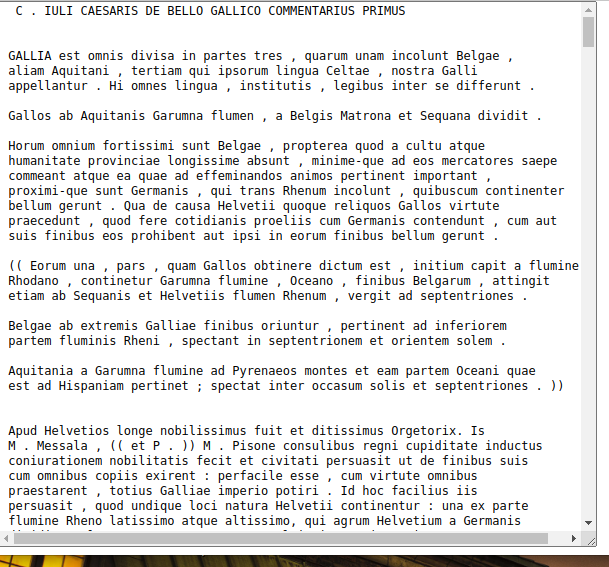 C . IULI CAESARIS DE BELLO GALLICO COMMENTARIUS PRIMUS
GALLIA est omnis divisa in partes tres , quarum unam incolunt Belgae ,
aliam Aquitani , tertiam qui ipsorum lingua Celtae , nostra Galli
appellantur . Hi omnes lingua , institutis , legibus inter se differunt .
Gallos ab Aquitanis Garumna flumen , a Belgis Matrona et Sequana dividit .
Horum omnium fortissimi sunt Belgae , propterea quod a cultu atque
humanitate provinciae longissime absunt , minime-que ad eos mercatores saepe
commeant atque ea quae ad effeminandos animos pertinent important ,
proximi-que sunt Germanis , qui trans Rhenum incolunt , quibuscum continenter
bellum gerunt . Qua de causa Helvetii quoque reliquos Gallos virtute
praecedunt , quod fere cotidianis proeliis cum Germanis contendunt , cum aut
suis finibus eos prohibent aut ipsi in eorum finibus bellum gerunt .
(( Eorum una , pars , quam Gallos obtinere dictum est , initium capit a flumine
Rhodano , continetur Garumna flumine , Oceano , finibus Belgarum , attingit
etiam ab Sequanis et Helvetiis flumen Rhenum , vergit ad septentriones .
Belgae ab extremis Galliae finibus oriuntur , pertinent ad inferiorem
partem fluminis Rheni , spectant in septentrionem et orientem solem .
Aquitania a Garumna flumine ad Pyrenaeos montes et eam partem Oceani quae
est ad Hispaniam pertinet ; spectat inter occasum solis et septentriones . ))
Apud Helvetios longe nobilissimus fuit et ditissimus Orgetorix. Is
M . Messala , (( et P . )) M . Pisone consulibus regni cupiditate inductus
coniurationem nobilitatis fecit et civitati persuasit ut de finibus suis
cum omnibus copiis exirent : perfacile esse , cum virtute omnibus
praestarent , totius Galliae imperio potiri . Id hoc facilius iis
persuasit , quod undique loci natura Helvetii continentur : una ex parte
flumine Rheno latissimo atque altissimo, qui agrum Helvetium a Germanis